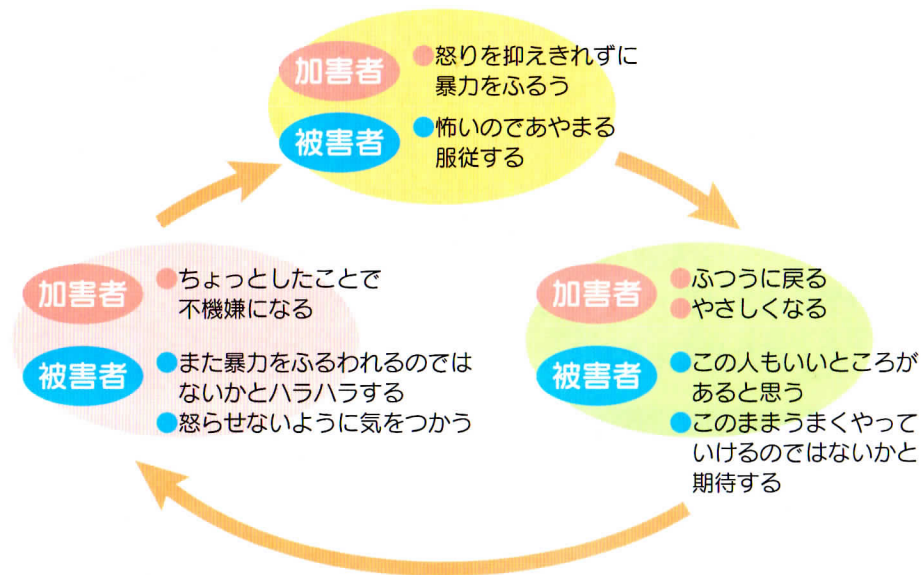 加害者
●怒りを抑えきれずに
暴力をふるう
被害者
●怖いのであやまる
服従する
加害者
●ちょっとしたことで
不機嫌になる
被害者
●また暴力をふるわれるのでは
ないかとハラハラする
●怒らせないように気をつかう
加害者
●ふつうに戻る
●やさしくなる
被害者
●この人もいいところが
あると思う
●このままうまくやって
いけるのではないかと
期待する